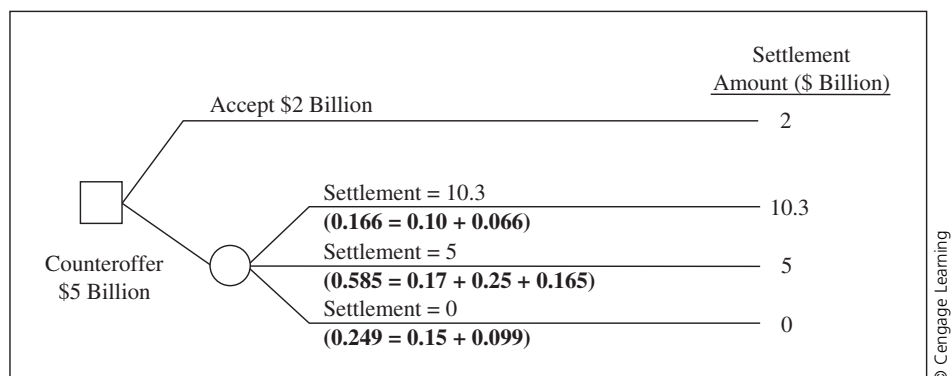 Settlement
Amount ($ Billion)
Accept $2 Billion
2
Settlement = 10.3
10.3
(0.166 = 0.10 + 0.066)
Counteroffer
$5 Billion
Settlement = 5
5
(0.585 = 0.17 + 0.25 + 0.165)
Settlement = 0
0
(0.249 = 0.15 + 0.099)
© Cengage Learning